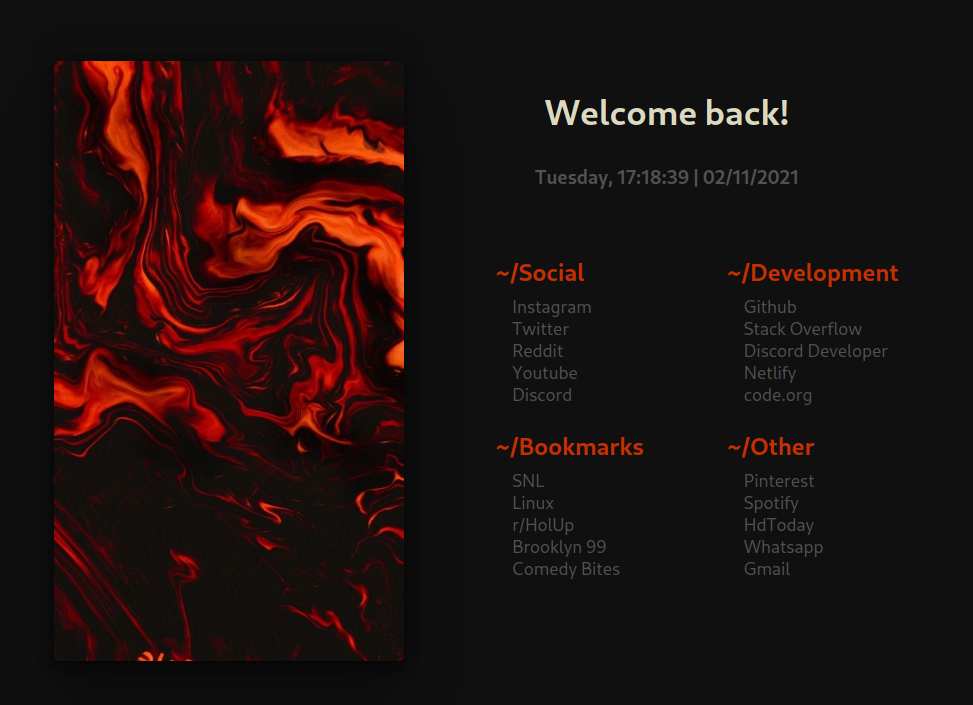 Welcome back!
Tuesday, 17:18:39 | 02/11/2021
~/Social
Instagram
Twitter
Reddit
Youtube
Discord
~/Development
Github
Stack Overflow
Discord Developer
Netlify
code.org
~/Bookmarks
SNL
Linux
r/HolUp
Brooklyn 99
Comedy Bites
~/Other
Pinterest
Spotify
HdToday
Whatsapp
Gmail